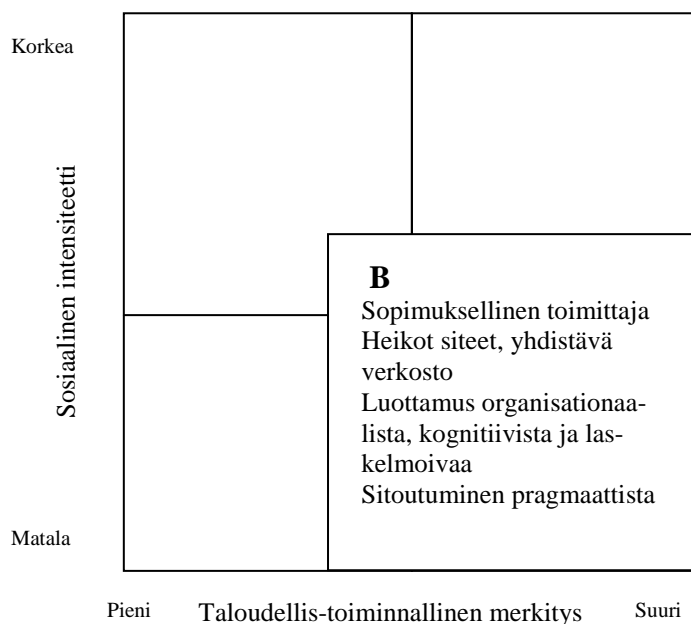 Korkea
Sosiaalinen intensiteetti
B
Sopimuksellinen toimittaja
Heikot siteet, yhdistävä
verkosto
Luottamus organisationaa-
lista, kognitiivista ja las-
kelmoivaa
Sitoutuminen pragmaattista
Matala
Pieni Taloudellis-toiminnallinen merkitys Suuri